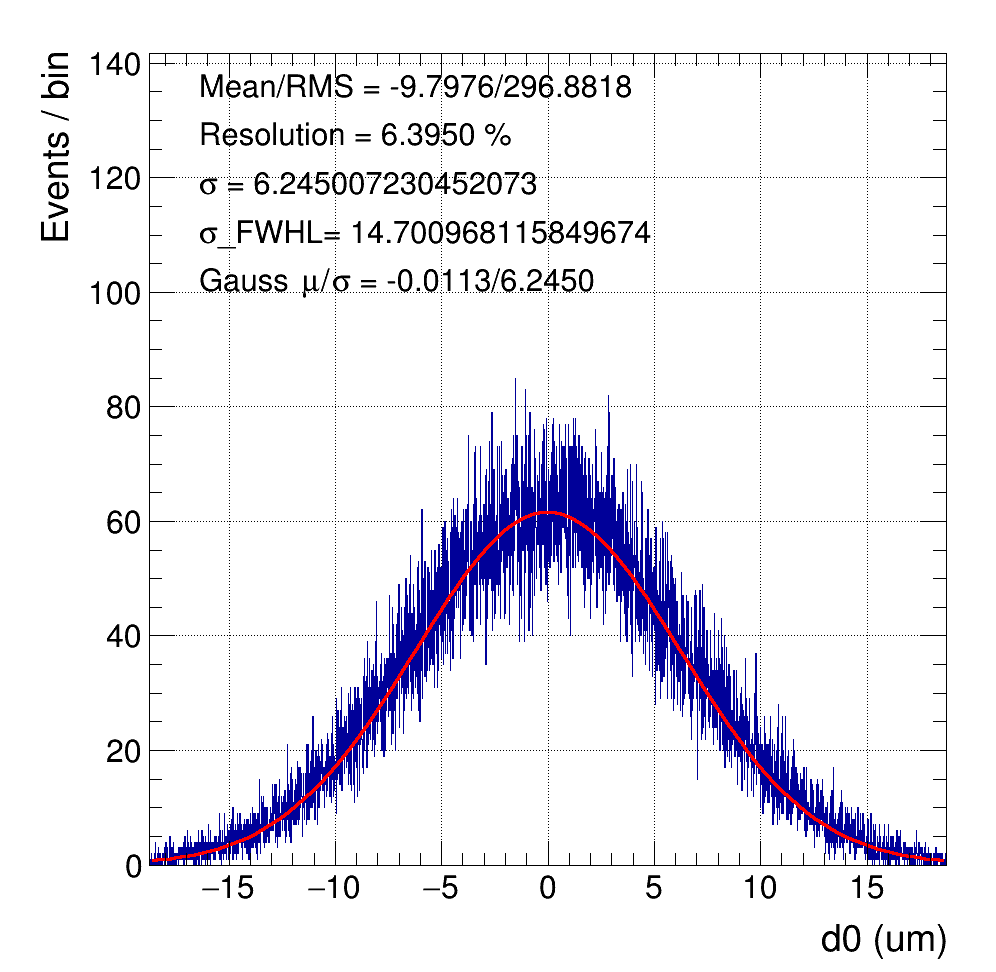 Events / bin
140
120
100
80
60
40
20
0
Mean/RMS = -9.7976/296.8818
Resolution = 6.3950 %
σ = 6.245007230452073
σ_FWHL= 14.700968115849674
Gauss μ/σ = -0.0113/6.2450
−15 −10 −5 0 5 10 15
d0 (um)